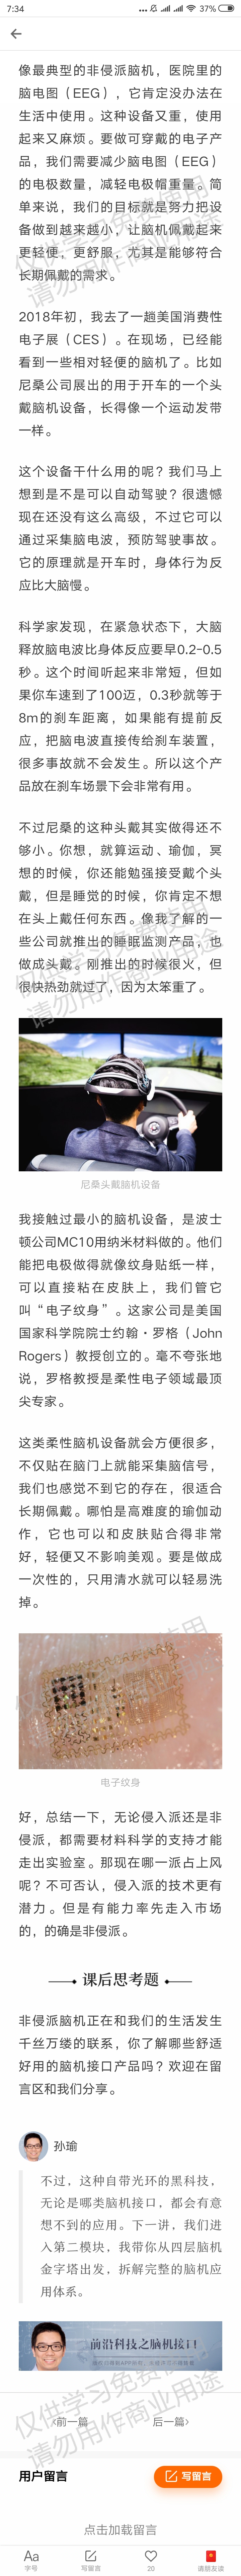 7:34
37%
像最典型的非侵派脑机，医院里的
脑电图（EEG），它肯定没办法在
生活中使用。这种设备又重，使用
起来又麻烦。要做可穿戴的电子产
品，我们需要减少脑电图（EEG）
的电极数量，减轻电极帽重量。简
单来说，我们的目标就是努力把设
备做到越来越小，让脑机佩戴起来
更轻便，更舒服，尤其是能够符合
长期佩戴的需求。
仅供学习免费使用
请勿用作商业用途
2018年初，我去了一趟美国消费性
电子展（CES）。在现场，已经能
看到一些相对轻便的脑机了。比如
尼桑公司展出的用于开车的一个头
戴脑机设备，长得像一个运动发带
一样。
这个设备干什么用的呢？我们马上
想到是不是可以自动驾驶？很遗憾
现在还没有这么高级，不过它可以
通过采集脑电波，预防驾驶事故。
它的原理就是开车时，身体行为反
应比大脑慢。
科学家发现，在紧急状态下，大脑
释放脑电波比身体反应要早0.2-0.5
秒。这个时间听起来非常短，但如
果你车速到了100迈，0.3秒就等于
8m的刹车距离，如果能有提前反
应，把脑电波直接传给刹车装置，
很多事故就不会发生。所以这个产
品放在刹车场景下会非常有用。
不过尼桑的这种头戴其实做得还不
够小。你想，就算运动、瑜伽，冥
想的时候，你还能勉强接受戴个头
戴，但是睡觉的时候，你肯定不想
在头上戴任何东西。像我了解的一
些公司就推出的睡眠监测产品，也
做成头戴。刚推出的时候很火，但
很快热劲就过了，因为太笨重了。
仅供学习免费使用
请勿用作商业用途
尼桑头戴脑机设备
我接触过最小的脑机设备，是波士
顿公司MC10用纳米材料做的。他们
能把电极做得就像纹身贴纸一样，
可以直接粘在皮肤上，我们管它
叫“电子纹身”。这家公司是美国
国家科学院院士约翰·罗格（John
Rogers）教授创立的。毫不夸张地
说，罗格教授是柔性电子领域最顶
尖专家。
这类柔性脑机设备就会方便很多，
不仅贴在脑门上就能采集脑信号，
我们也感觉不到它的存在，很适合
长期佩戴。哪怕是高难度的瑜伽动
作，它也可以和皮肤贴合得非常
好，轻便又不影响美观。要是做成
一次性的，只用清水就可以轻易洗
掉。
电子纹身
好，总结一下，无论侵入派还是非
侵派，都需要材料科学的支持才能
走出实验室。那现在哪一派占上风
呢？不可否认，侵入派的技术更有
潜力。但是有能力率先走入市场
的，的确是非侵派。
课后思考题
非侵派脑机正在和我们的生活发生
千丝万缕的联系，你了解哪些舒适
好用的脑机接口产品吗？欢迎在留
言区和我们分享。
孙瑜
不过，这种自带光环的黑科技，
无论是哪类脑机接口，都会有意
想不到的应用。下一讲，我们进
入第二模块，我带你从四层脑机
金字塔出发，拆解完整的脑机应
用体系。
前沿科技之脑机接口
仅供学习免费使用
请勿用作商业用途
‹前一篇
后一篇›
用户留言
写留言
点击加载留言
Aa
字号
写留言
20
请朋友读